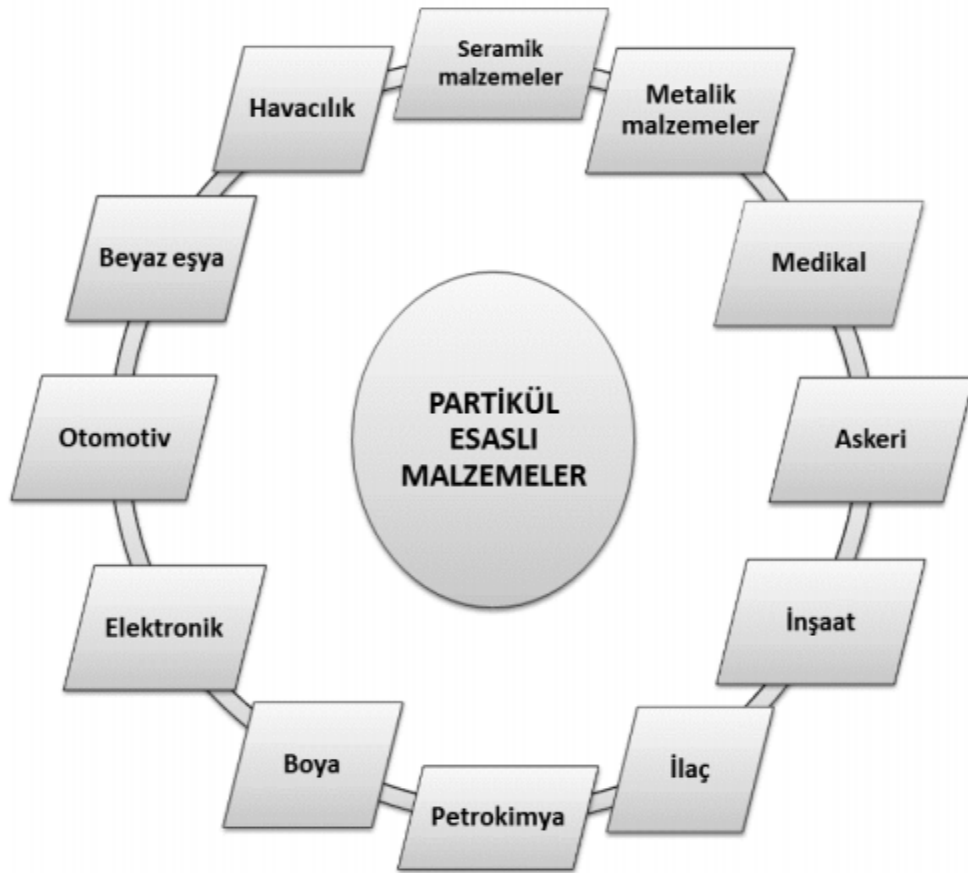 Seramik
malzemeler
Metalik
malzemeler
Medikal
Askeri
İnşaat
İlaç
Petrokimya
Boya
Elektronik
Otomotiv
Beyaz eşya
Havacılık
PARTİKÜL
ESASLI
MALZEMELER